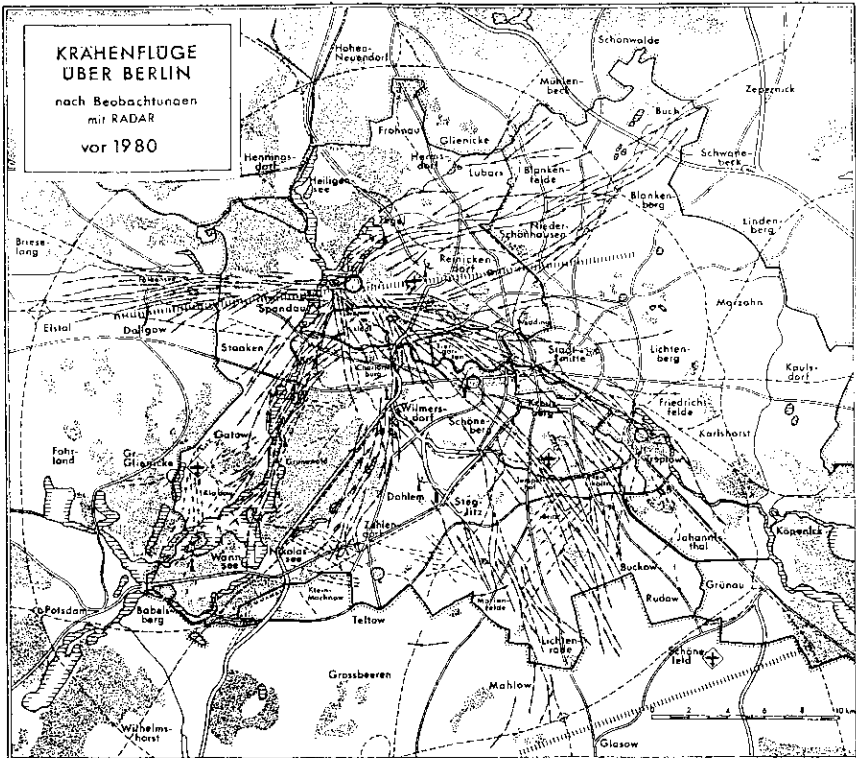 KRÄHENFLÜGE
ÜBER BERLIN
nach Beobachtungen
mit RADAR
vor 1980
Hohen-
Neuendorf
Schönwalde
Mühlen-
beck
Zepernick
Buch
Frohnau
Glienicke
Schwane-
beck
Hennings-
dorf
Herms-
dorf
Lubars
Blanken-
felde
Heiligen-
see
Blanken-
berg
Tegel
Nieder-
Schönhausen
Linden-
berg
Briese-
lang
Reinicken-
dorf
Marzahn
Elstal
Dallgow
Spandau
Staaken
Wedding
Stadt-
mitte
Lichten-
berg
Kauls-
dorf
Charlotten-
burg
Wilmers-
dorf
Schöne-
berg
Kreuz-
berg
Friedrichs-
felde
Karlshorst
Gatow
Fahr-
land
Gr.
Glienicke
Grunewald
Treptow
Dahlem
Steg-
litz
Zehlen-
dorf
Johannis-
thal
Köpenick
Wann-
see
Nikolas-
see
Buckow
Grünau
Rudow
Potsdam
Babels-
berg
Klein-
Machnow
Teltow
Marien-
felde
Lichten-
rade
Schöne-
feld
Grossbeeren
Mahlow
Wilhelms-
horst
Glasow
2
4
6
8
10 km